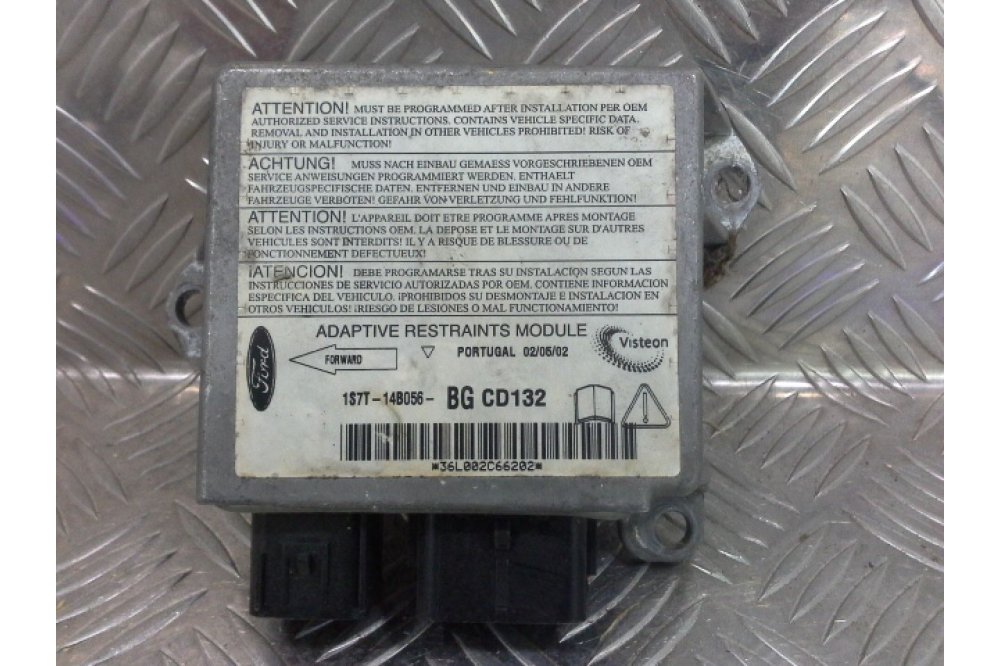 ATTENTION! MUST BE PROGRAMMED AFTER INSTALLATION PER OEM
AUTHORIZED SERVICE INSTRUCTIONS. CONTAINS VEHICLE SPECIFIC DATA.
REMOVAL AND INSTALLATION IN OTHER VEHICLES PROHIBITED! RISK OF
INJURY OR MALFUNCTION!
ACHTUNG! MUSS NACH EINBAU GEMAESS VORGESCHRIEBENEN OEM
SERVICE ANWEISUNGEN PROGRAMMIERT WERDEN. ENTHAELT
FAHRZEUGSPEZIFISCHE DATEN. ENTFERNEN UND EINBAU IN ANDERE
FAHRZEUGE VERBOTEN! GEFAHR VON VERLETZUNG UND FEHLFUNKTION!
ATTENTION! L'APPAREIL DOIT ETRE PROGRAMME APRES MONTAGE
SELON LES INSTRUCTIONS OEM. LA DEPOSE ET LE MONTAGE SUR D'AUTRES
VEHICULES SONT INTERDITS! IL Y A RISQUE DE BLESSURE OU DE
FONCTIONNEMENT DEFECTUEUX!
¡ATENCION! DEBE PROGRAMARSE TRAS SU INSTALACION SEGUN LAS
INSTRUCCIONES DE SERVICIO AUTORIZADAS POR OEM. CONTIENE INFORMACION
ESPECIFICA DEL VEHICULO. ¡PROHIBIDOS SU DESMONTAJE E INSTALACION EN
OTROS VEHICULOS! ¡RIESGO DE LESIONES O MAL FUNCTIONAMIENTO!
ADAPTIVE RESTRAINTS MODULE
Ford FORWARD PORTUGAL 02/05/02 Visteon
1S7T-14B056- BG CD132
*36L002C66202*